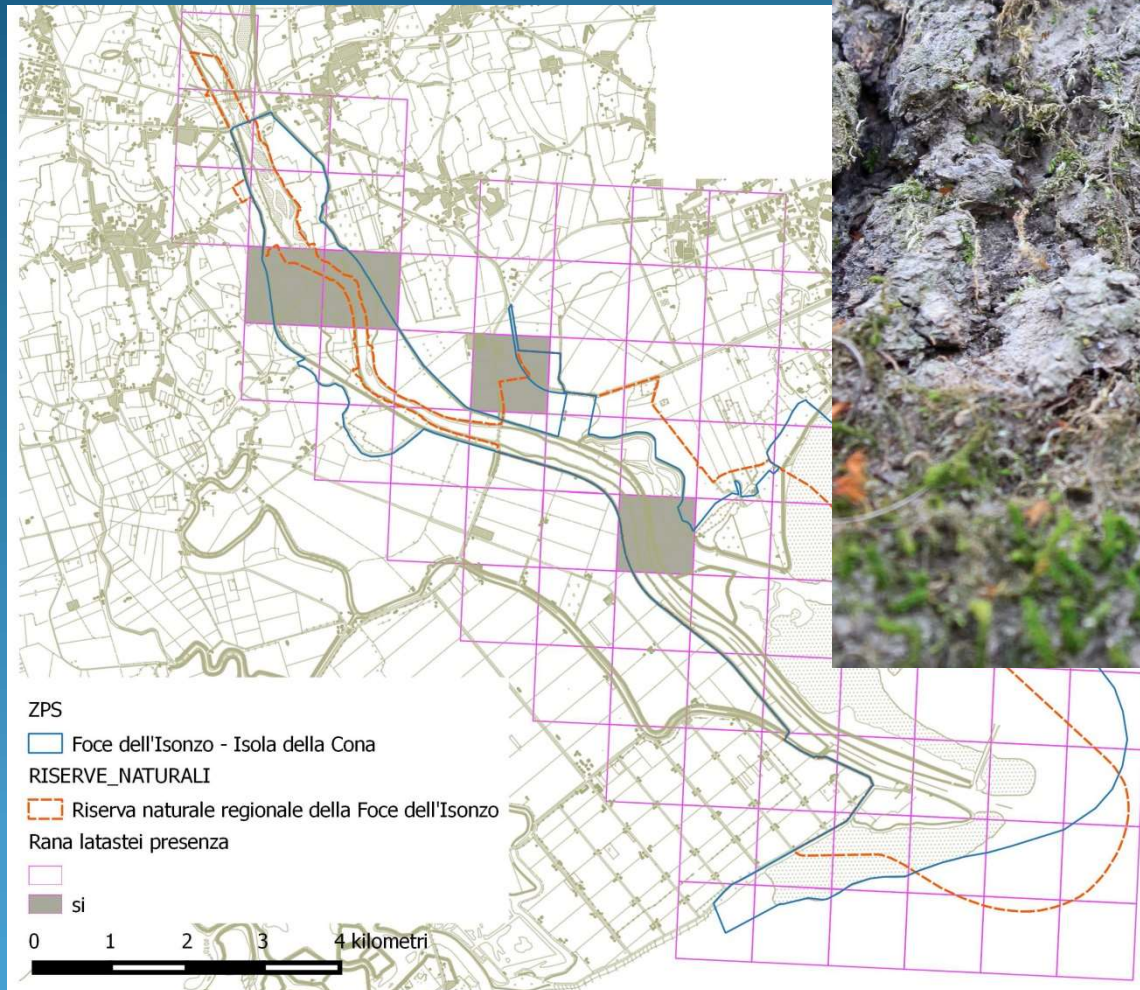 ZPS
Foce dell'Isonzo - Isola della Cona
RISERVE_NATURALI
Riserva naturale regionale della Foce dell'Isonzo
Rana latastei presenza
si
0 1 2 3 4 kilometri